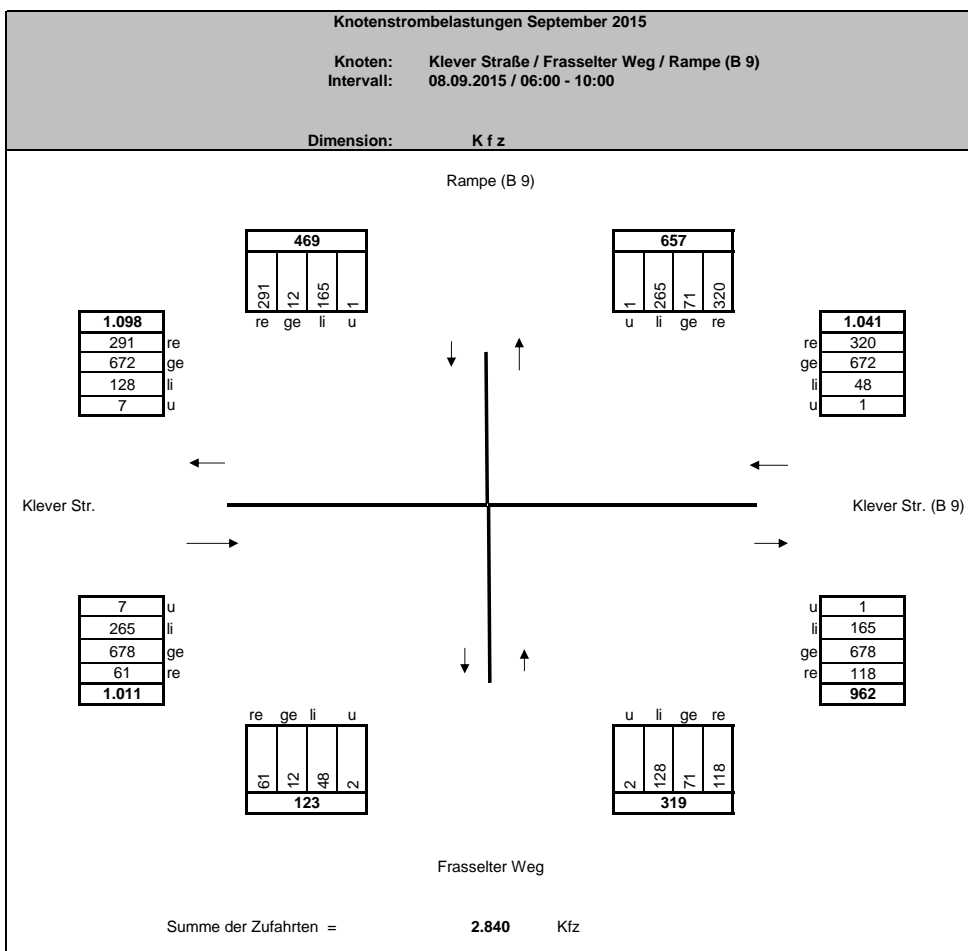 Knotenstrombelastungen September 2015
Knoten: Klever Straße / Frasselter Weg / Rampe (B 9)
Intervall: 08.09.2015 / 06:00 - 10:00
Dimension: K f z
Rampe (B 9)
469 657
291 12 165 1 1 265 71 320
re ge li u u li ge re
1.098 1.041
291 re re 320
672 ge ge 672
128 li li 48
7 u u 1
Klever Str. Klever Str. (B 9)
7 u u 1
265 li li 165
678 ge ge 678
61 re re 118
1.011 962
re ge li u u li ge re
61 12 48 2 2 128 71 118
123 319
Frasselter Weg
Summe der Zufahrten = 2.840 Kfz